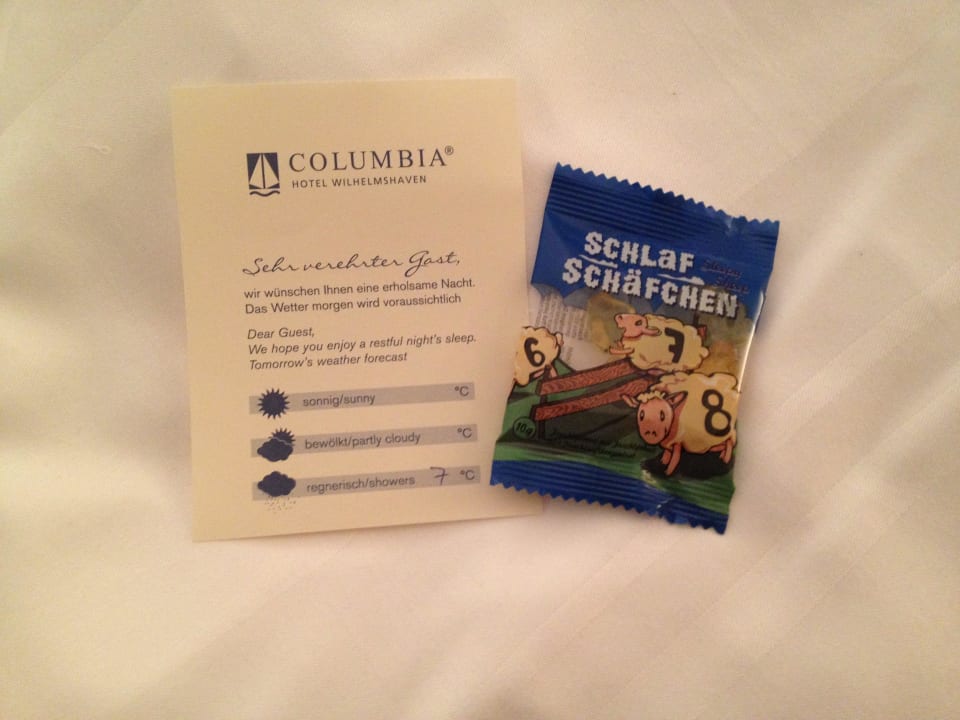 COLUMBIA®
HOTEL WILHELMSHAVEN
Sehr verehrter Gast,
wir wünschen Ihnen eine erholsame Nacht.
Das Wetter morgen wird voraussichtlich
Dear Guest,
We hope you enjoy a restful night's sleep.
Tomorrow's weather forecast
sonnig/sunny °C
bewölkt/partly cloudy °C
regnerisch/showers 7 °C
SCHLAF
SCHÄFCHEN
Sleepy
Sheep
6
7
8
10g